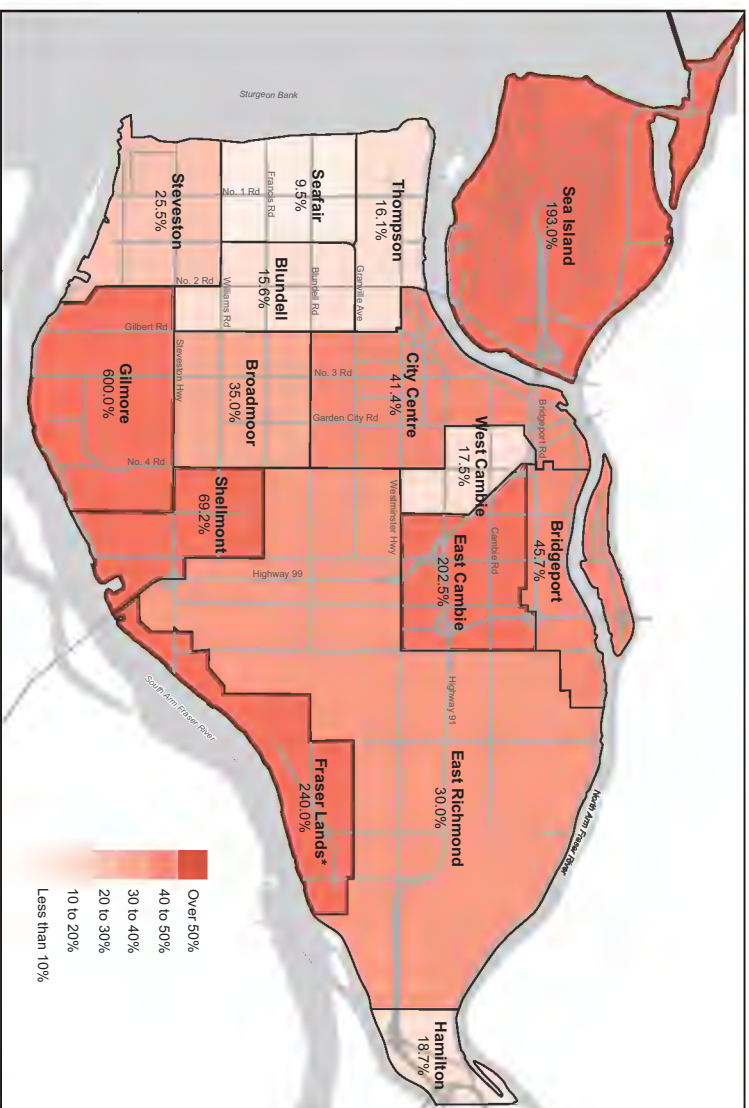 Sturgeon Bank
Sea Island
193.0%
Thompson
16.1%
Seafair
9.5%
No. 1 Rd
Francis Rd
Steveston
25.5%
Granville Ave
Blundell Rd
Blundell
15.6%
Williams Rd
No. 2 Rd
Gilbert Rd
Steveston Hwy
Gilmore
600.0%
Broadmoor
35.0%
City Centre
41.4%
No. 3 Rd
Garden City Rd
No. 4 Rd
Bridgeport Rd
West Cambie
17.5%
Westminster Hwy
Shellmont
69.2%
Bridgeport
45.7%
Cambie Rd
East Cambie
202.5%
Highway 99
Highway 91
East Richmond
30.0%
Fraser Lands*
240.0%
South Arm Fraser River
North Arm Fraser River
Hamilton
18.7%
Over 50%
40 to 50%
30 to 40%
20 to 30%
10 to 20%
Less than 10%